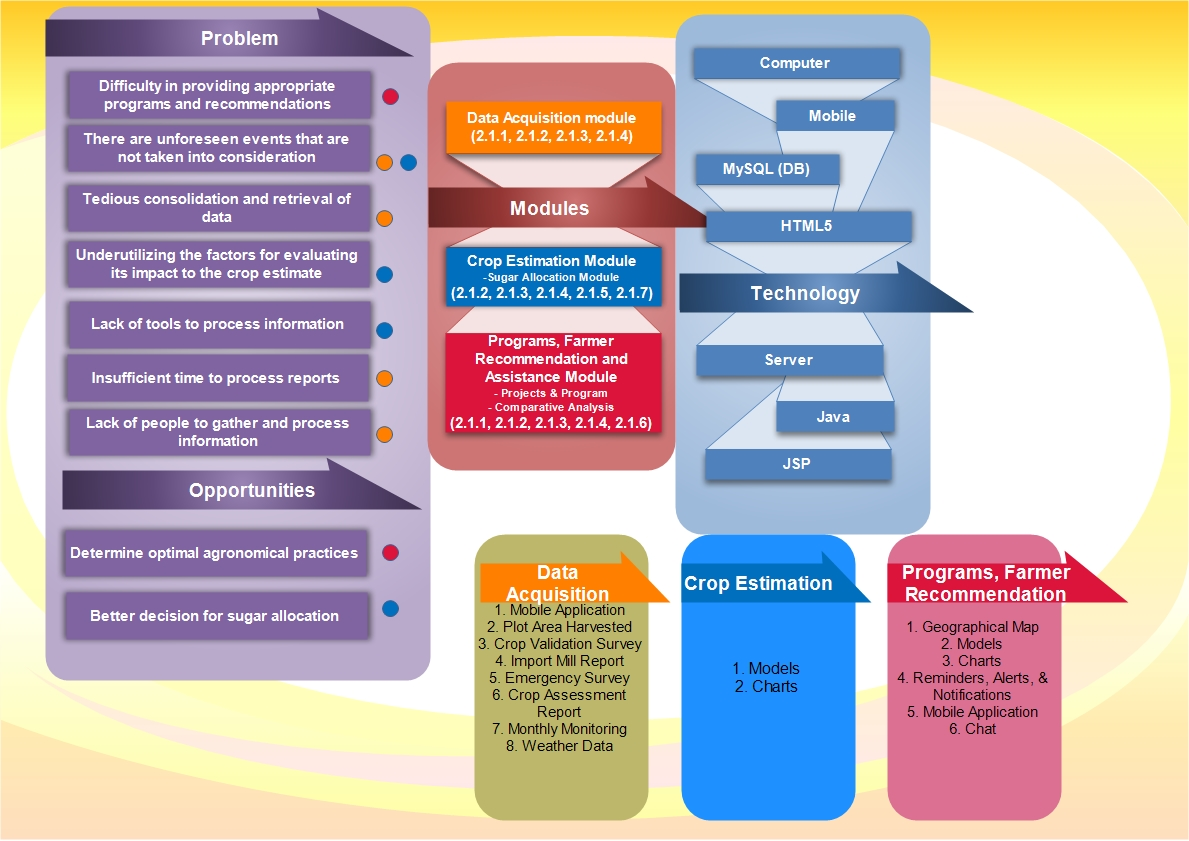 Problem
Difficulty in providing appropriate
programs and recommendations
There are unforeseen events that are
not taken into consideration
Tedious consolidation and retrieval of
data
Underutilizing the factors for evaluating
its impact to the crop estimate
Lack of tools to process information
Insufficient time to process reports
Lack of people to gather and process
information
Opportunities
Determine optimal agronomical practices
Better decision for sugar allocation
Data Acquisition module
(2.1.1, 2.1.2, 2.1.3, 2.1.4)
Modules
Crop Estimation Module
-Sugar Allocation Module
(2.1.2, 2.1.3, 2.1.4, 2.1.5, 2.1.7)
Programs, Farmer
Recommendation and
Assistance Module
- Projects & Program
- Comparative Analysis
(2.1.1, 2.1.2, 2.1.3, 2.1.4, 2.1.6)
Computer
Mobile
MySQL (DB)
HTML5
Technology
Server
Java
JSP
Data
Acquisition
1. Mobile Application
2. Plot Area Harvested
3. Crop Validation Survey
4. Import Mill Report
5. Emergency Survey
6. Crop Assessment
Report
7. Monthly Monitoring
8. Weather Data
Crop Estimation
1. Models
2. Charts
Programs, Farmer
Recommendation
1. Geographical Map
2. Models
3. Charts
4. Reminders, Alerts, &
Notifications
5. Mobile Application
6. Chat